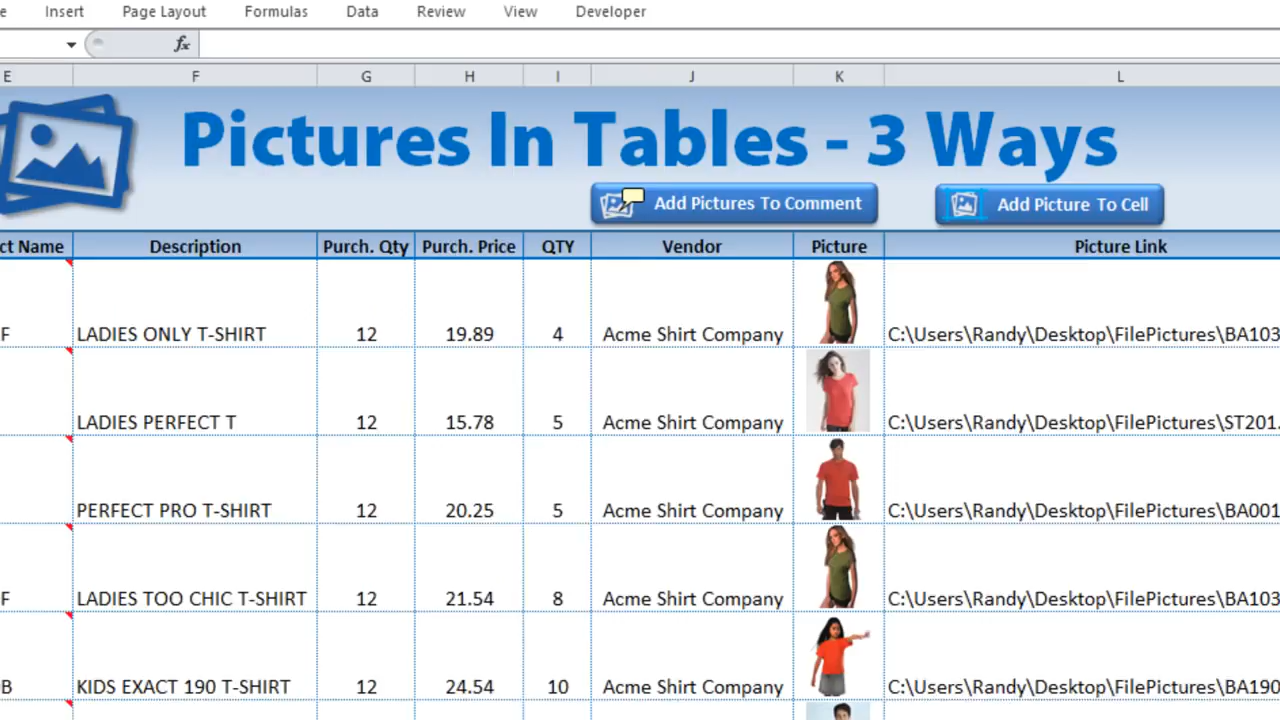 Insert Page Layout Formulas Data Review View Developer
fx
E F G H I J K L
Pictures In Tables - 3 Ways
Add Pictures To Comment Add Picture To Cell
ct Name Description Purch. Qty Purch. Price QTY Vendor Picture Picture Link
F LADIES ONLY T-SHIRT 12 19.89 4 Acme Shirt Company C:\Users\Randy\Desktop\FilePictures\BA103
LADIES PERFECT T 12 15.78 5 Acme Shirt Company C:\Users\Randy\Desktop\FilePictures\ST201.
PERFECT PRO T-SHIRT 12 20.25 5 Acme Shirt Company C:\Users\Randy\Desktop\FilePictures\BA001
F LADIES TOO CHIC T-SHIRT 12 21.54 8 Acme Shirt Company C:\Users\Randy\Desktop\FilePictures\BA103
0B KIDS EXACT 190 T-SHIRT 12 24.54 10 Acme Shirt Company C:\Users\Randy\Desktop\FilePictures\BA190